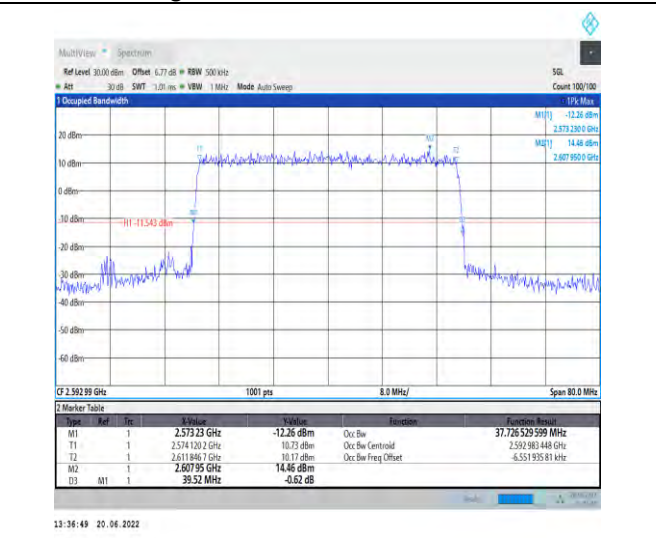 MultiView Spectrum
Ref Level 30.00 dBm Offset 6.77 dB RBW 500 kHz SGL
Att 30 dB SWT 1.01 ms VBW 1 MHz Mode Auto Sweep Count 100/100
1 Occupied Bandwidth 1Pk Max
M1[1] -12.26 dBm
2.573 230 0 GHz
M2[1] 14.46 dBm
2.607 950 0 GHz
20 dBm
T1 M2 T2
10 dBm
0 dBm
-10 dBm
H1 -11.543 dBm
-20 dBm
-30 dBm
-40 dBm
-50 dBm
-60 dBm
CF 2.592 99 GHz 1001 pts 8.0 MHz/ Span 80.0 MHz
2 Marker Table
Type Ref Trc X-Value Y-Value Function Function Result
M1 1 2.573 23 GHz -12.26 dBm Occ Bw 37.726 529 599 MHz
T1 1 2.574 120 2 GHz 10.73 dBm Occ Bw Centroid 2.592 983 448 GHz
T2 1 2.611 846 7 GHz 10.17 dBm Occ Bw Freq Offset -6.551 935 81 kHz
M2 1 2.607 95 GHz 14.46 dBm
D3 M1 1 39.52 MHz -0.62 dB
13:36:49 20.06.2022